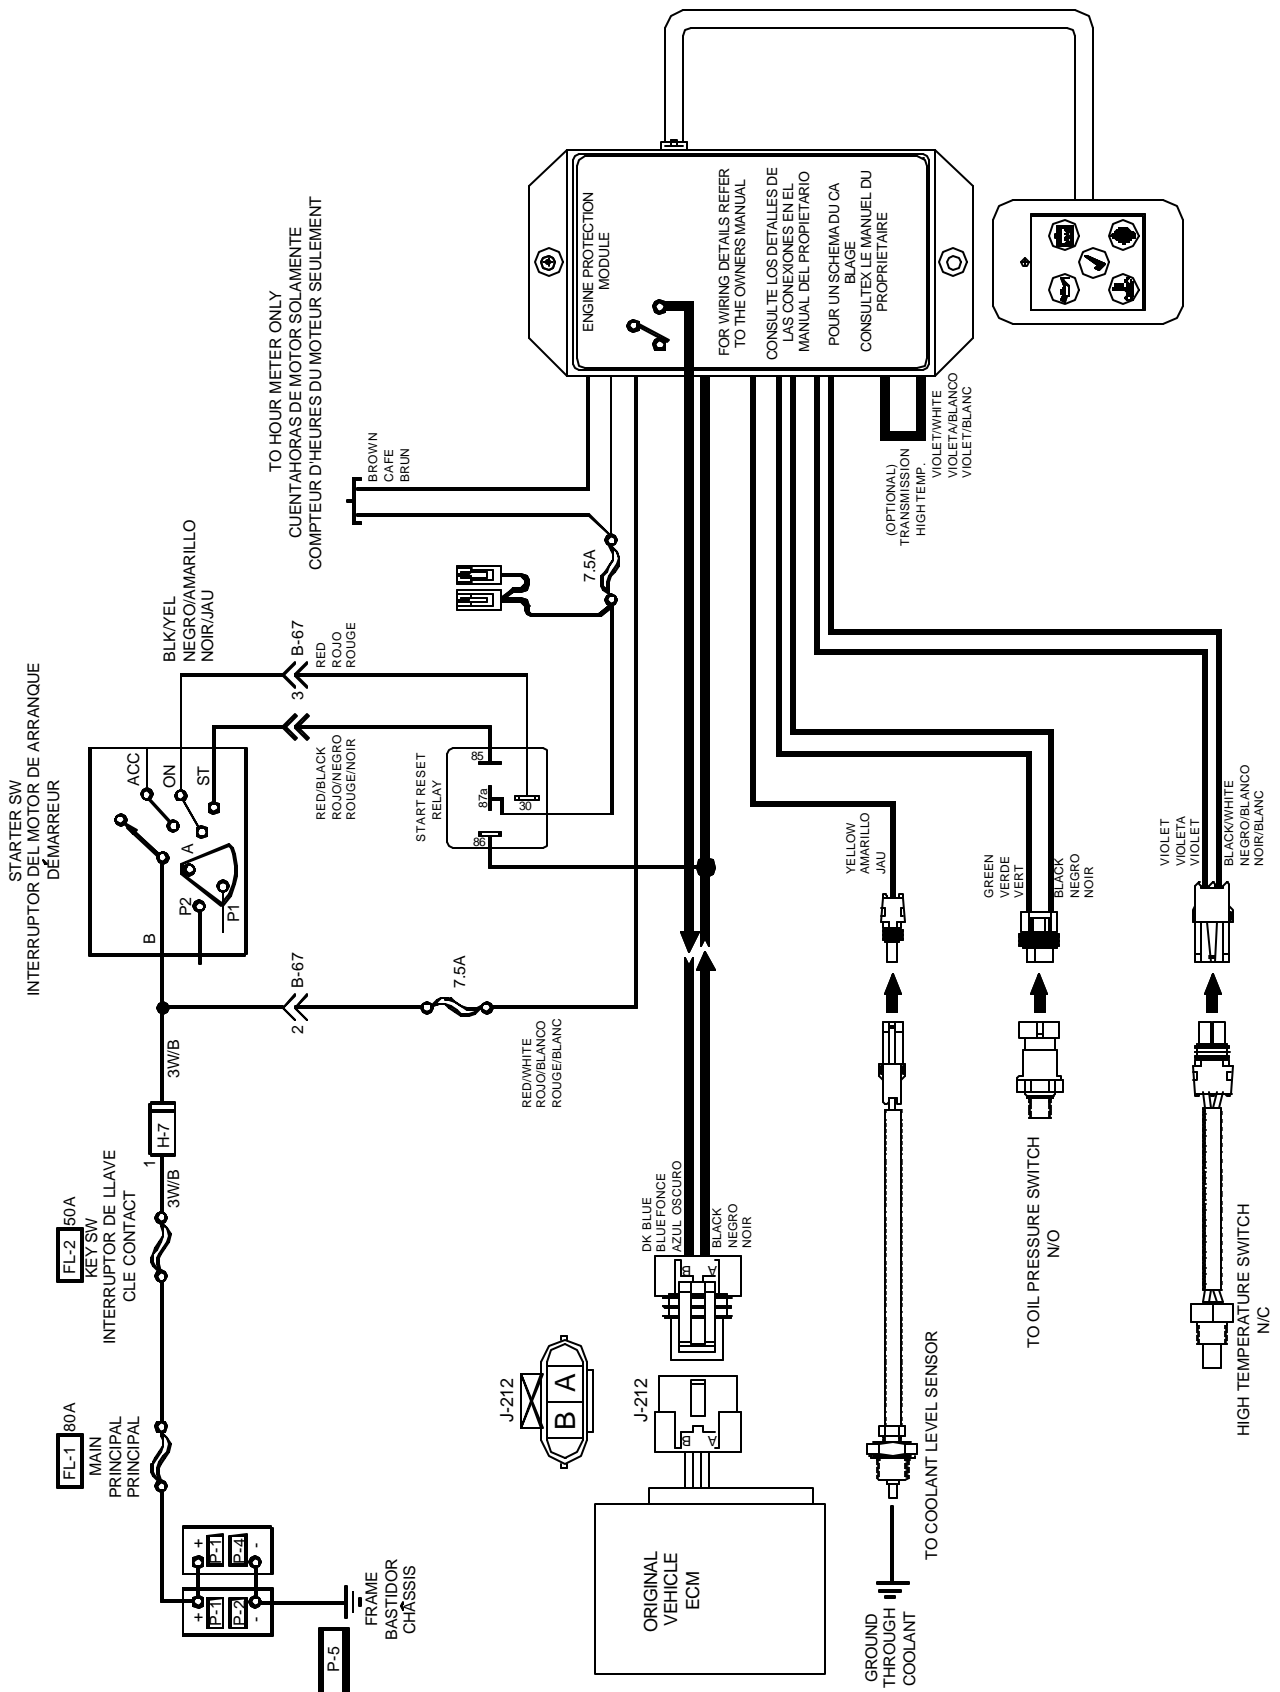 STARTER SW
INTERRUPTOR DEL MOTOR DE ARRANQUE
DÉMARREUR
ACC
ON
ST
A
P2
P1
B
BLK/YEL
NEGRO/AMARILLO
NOIR/JAU
TO HOUR METER ONLY
CUENTAHORAS DE MOTOR SOLAMENTE
COMPTEUR D'HEURES DU MOTEUR SEULEMENT
BROWN
CAFE
BRUN
3
B-67
RED
ROJO
ROUGE
RED/BLACK
ROJO/NEGRO
ROUGE/NOIR
START RESET
RELAY
85
87a
30
86
7.5A
ENGINE PROTECTION
MODULE
FOR WIRING DETAILS REFER
TO THE OWNERS MANUAL
CONSULTE LOS DETALLES DE
LAS CONEXIONES EN EL
MANUAL DEL PROPIETARIO
POUR UN SCHEMA DU CA
BLAGE
CONSULTEX LE MANUEL DU
PROPRIETAIRE
(OPTIONAL)
TRANSMISSION
HIGH TEMP.
VIOLET/WHITE
VIOLETA/BLANCO
VIOLET/BLANC
2
B-67
7.5A
RED/WHITE
ROJO/BLANCO
ROUGE/BLANC
3W/B
H-7
1
3W/B
FL-2
50A
KEY SW
INTERRUPTOR DE LLAVE
CLE CONTACT
FL-1
80A
MAIN
PRINCIPAL
PRINCIPAL
+
P-1
P-4
-
+
P-1
P-2
-
FRAME
BASTIDOR
CHÂSSIS
P-5
DK BLUE
BLUE FONCE
AZUL OSCURO
BLACK
NEGRO
NOIR
B
A
J-212
B
A
J-212
B
A
ORIGINAL
VEHICLE
ECM
YELLOW
AMARILLO
JAU
GREEN
VERDE
VERT
BLACK
NEGRO
NOIR
VIOLET
VIOLETA
VIOLET
BLACK/WHITE
NEGRO/BLANCO
NOIR/BLANC
GROUND
THROUGH
COOLANT
TO COOLANT LEVEL SENSOR
TO OIL PRESSURE SWITCH
N/O
HIGH TEMPERATURE SWITCH
N/C